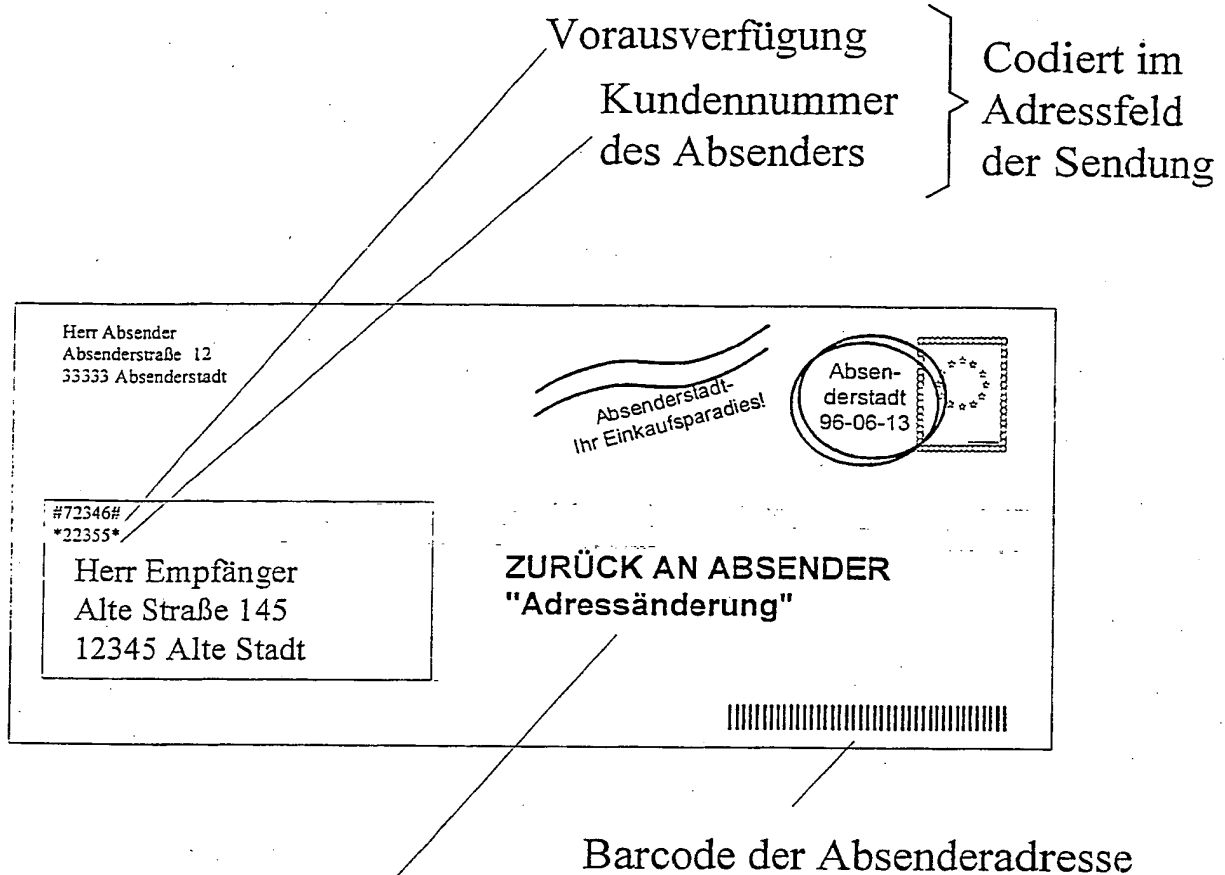 Vorausverfügung
Kundennummer
des Absenders
Codiert im
Adressfeld
der Sendung
Herr Absender
Absenderstraße 12
33333 Absenderstadt
Absenderstadt-
Ihr Einkaufsparadies!
Absen-
derstadt
96-06-13
#72346#
*22355*
Herr Empfänger
Alte Straße 145
12345 Alte Stadt
ZURÜCK AN ABSENDER
"Adressänderung"
Barcode der Absenderadresse